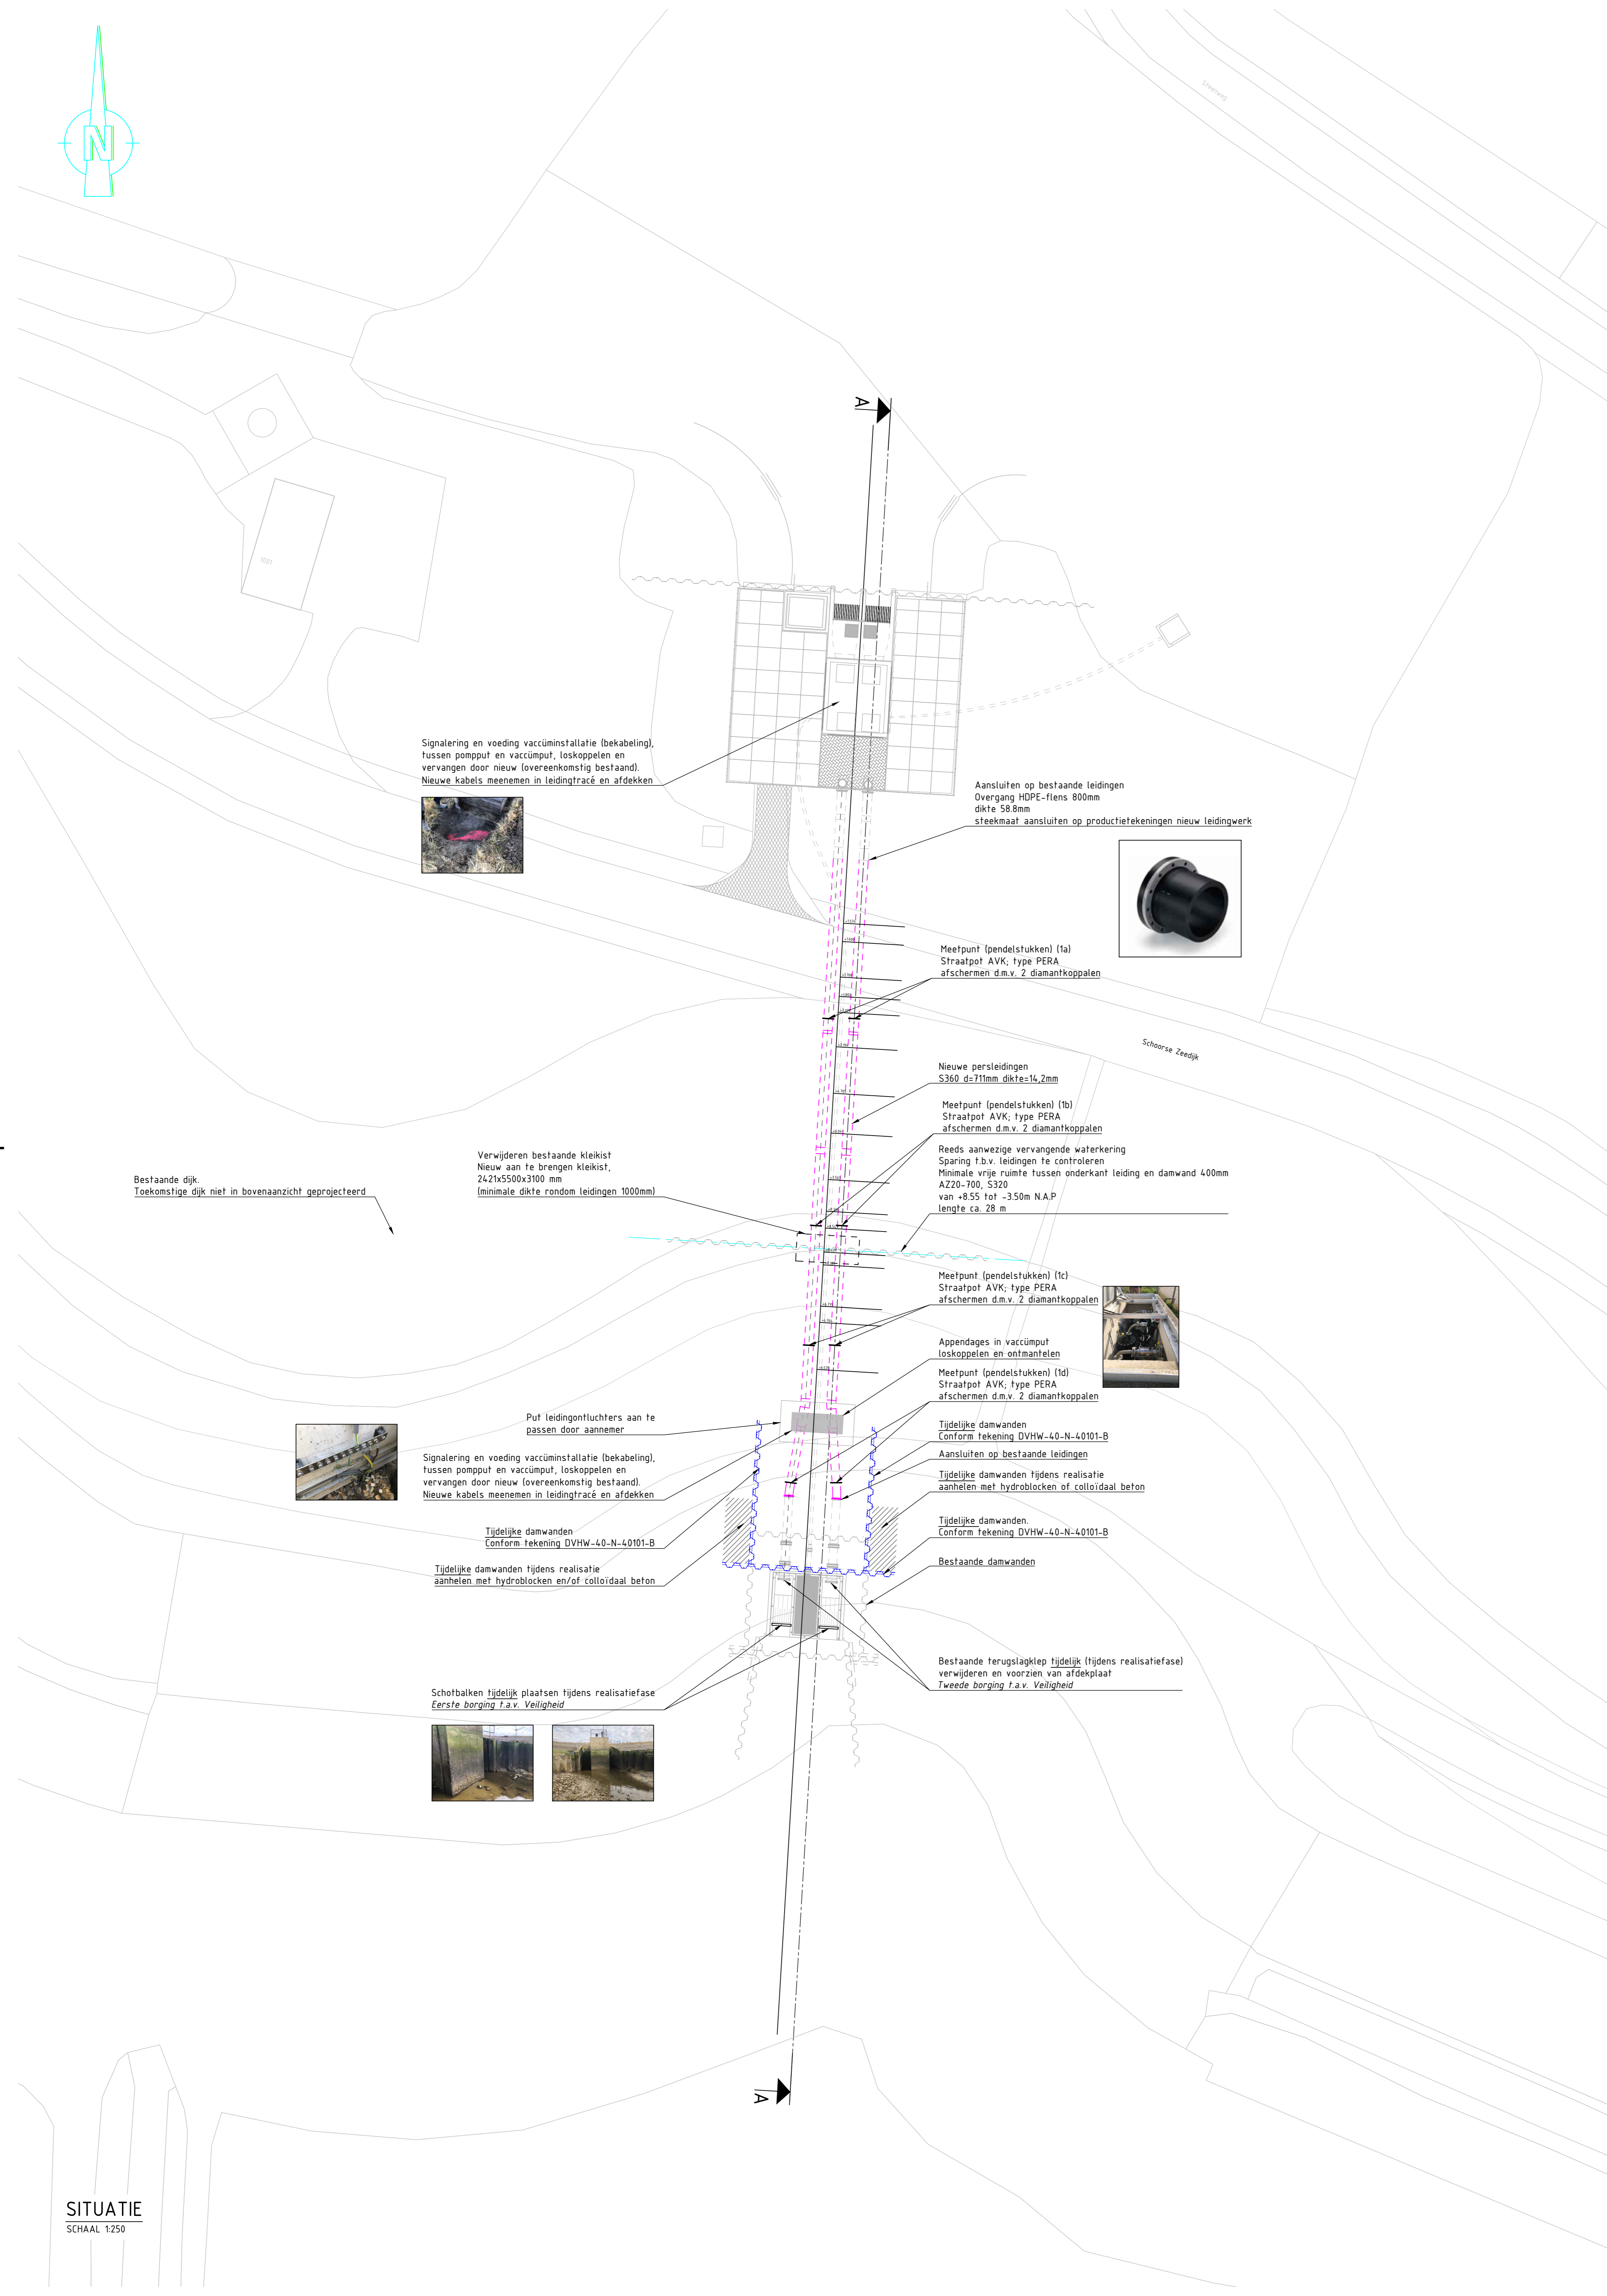 N
Steenweg
A
1001
Signalering en voeding vaccüminstallatie (bekabeling),
tussen pompput en vaccümput, loskoppelen en
vervangen door nieuw (overeenkomstig bestaand).
Nieuwe kabels meenemen in leidingtracé en afdekken
Aansluiten op bestaande leidingen
Overgang HDPE-flens 800mm
dikte 58.8mm
steekmaat aansluiten op productietekeningen nieuw leidingwerk
Meetpunt (pendelstukken) (1a)
Straatpot AVK; type PERA
afschermen d.m.v. 2 diamantkoppalen
Schoorse Zeedijk
Nieuwe persleidingen
S360 d=711mm dikte=14,2mm
Meetpunt (pendelstukken) (1b)
Straatpot AVK; type PERA
afschermen d.m.v. 2 diamantkoppalen
Reeds aanwezige vervangende waterkering
Sparing t.b.v. leidingen te controleren
Minimale vrije ruimte tussen onderkant leiding en damwand 400mm
AZ20-700, S320
van +8.55 tot -3.50m N.A.P
lengte ca. 28 m
Verwijderen bestaande kleikist
Nieuw aan te brengen kleikist,
2421x5500x3100 mm
(minimale dikte rondom leidingen 1000mm)
Bestaande dijk.
Toekomstige dijk niet in bovenaanzicht geprojecteerd
Meetpunt (pendelstukken) (1c)
Straatpot AVK; type PERA
afschermen d.m.v. 2 diamantkoppalen
Appendages in vaccümput
loskoppelen en ontmantelen
Meetpunt (pendelstukken) (1d)
Straatpot AVK; type PERA
afschermen d.m.v. 2 diamantkoppalen
Put leidingontluchters aan te
passen door aannemer
Tijdelijke damwanden
Conform tekening DVHW-40-N-40101-B
Aansluiten op bestaande leidingen
Signalering en voeding vaccüminstallatie (bekabeling),
tussen pompput en vaccümput, loskoppelen en
vervangen door nieuw (overeenkomstig bestaand).
Nieuwe kabels meenemen in leidingtracé en afdekken
Tijdelijke damwanden tijdens realisatie
aanhelen met hydroblocken of colloïdaal beton
Tijdelijke damwanden.
Conform tekening DVHW-40-N-40101-B
Tijdelijke damwanden
Conform tekening DVHW-40-N-40101-B
Bestaande damwanden
Tijdelijke damwanden tijdens realisatie
aanhelen met hydroblocken en/of colloïdaal beton
Bestaande terugslagklep tijdelijk (tijdens realisatiefase)
verwijderen en voorzien van afdekplaat
Tweede borging t.a.v. Veiligheid
Schotbalken tijdelijk plaatsen tijdens realisatiefase
Eerste borging t.a.v. Veiligheid
A
SITUATIE
SCHAAL 1:250